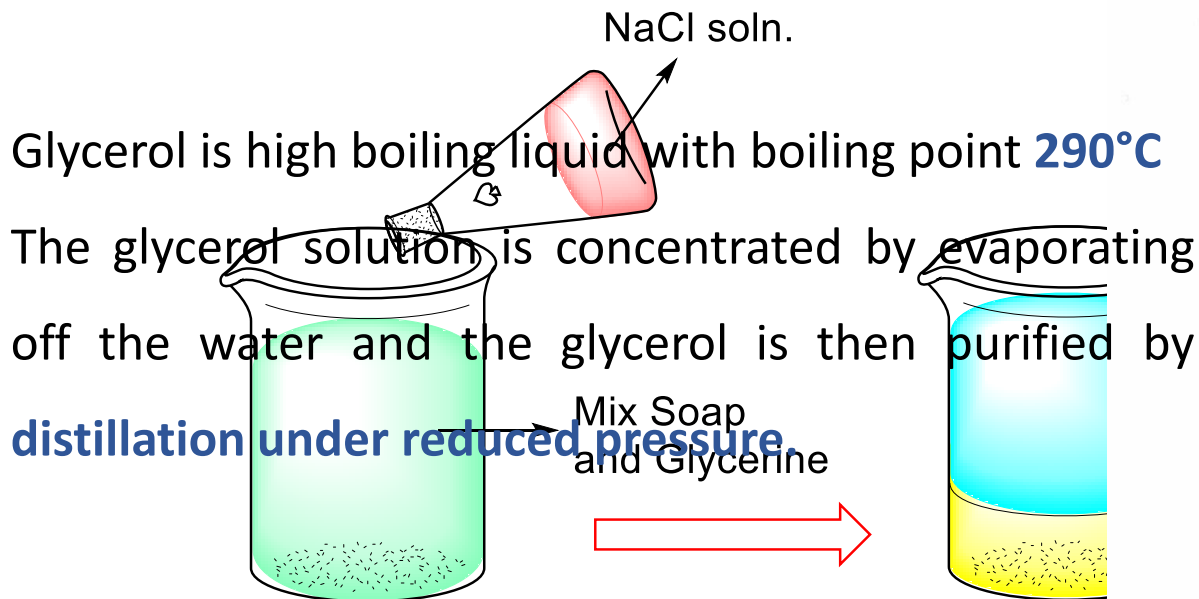 NaCl soln.
Glycerol is high boiling liquid with boiling point 290°C
The glycerol solution is concentrated by evaporating
off the water and the glycerol is then purified by
distillation under reduced pressure.
Mix Soap
and Glycerine